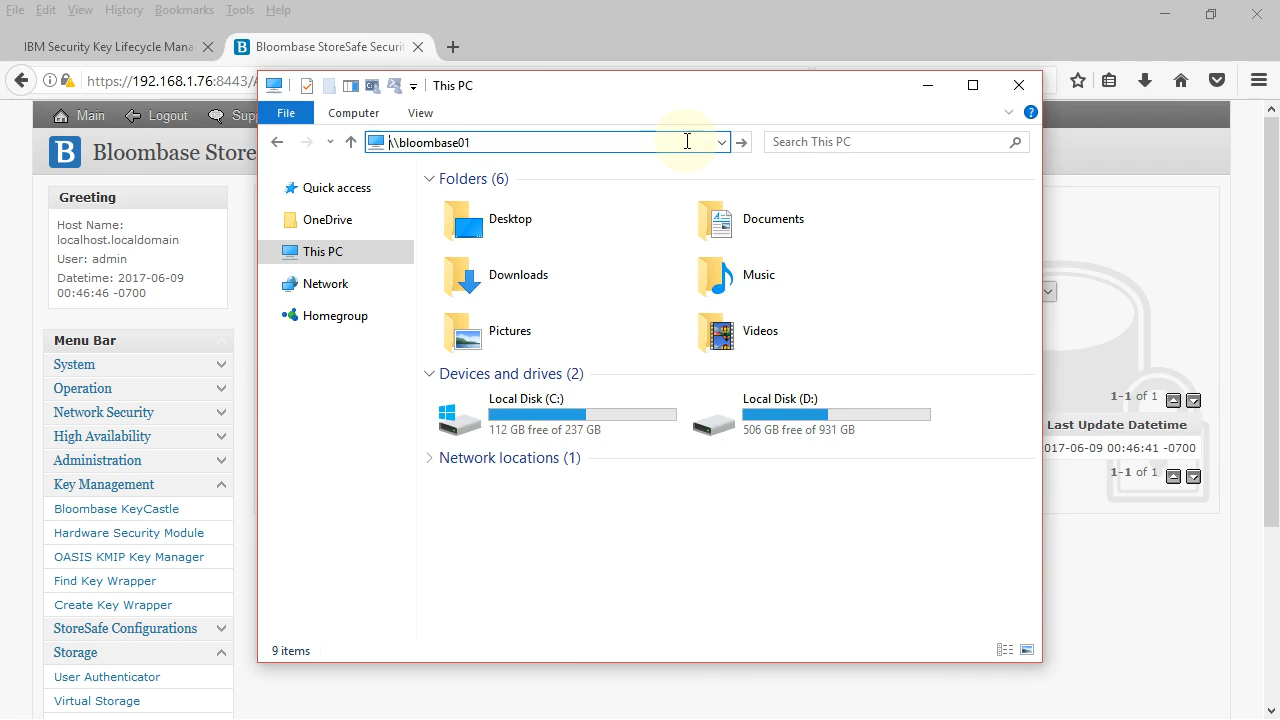 File Edit View History Bookmarks Tools Help
IBM Security Key Lifecycle Mana
Bloombase StoreSafe Securit
https://192.168.1.76:8443/
This PC
File Computer View
Main Logout Supp
\\bloombase01
Search This PC
Bloombase Store
Greeting
Host Name:
localhost.localdomain
User: admin
Datetime: 2017-06-09
00:46:46 -0700
Menu Bar
System
Operation
Network Security
High Availability
Administration
Key Management
Bloombase KeyCastle
Hardware Security Module
OASIS KMIP Key Manager
Find Key Wrapper
Create Key Wrapper
StoreSafe Configurations
Storage
User Authenticator
Virtual Storage
Quick access
OneDrive
This PC
Network
Homegroup
Folders (6)
Desktop
Documents
Downloads
Music
Pictures
Videos
Devices and drives (2)
Local Disk (C:)
112 GB free of 237 GB
Local Disk (D:)
506 GB free of 931 GB
Network locations (1)
9 items
1-1 of 1
Last Update Datetime
017-06-09 00:46:41 -0700
1-1 of 1